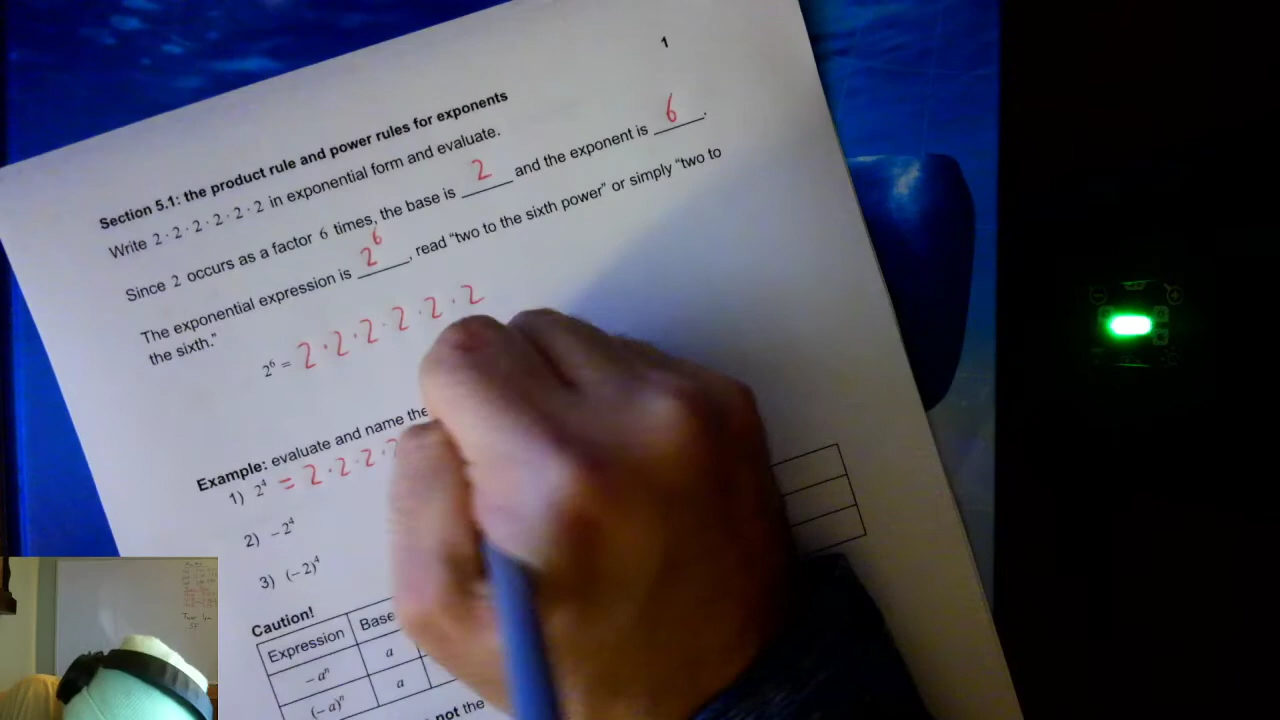 1
Section 5.1: the product rule and power rules for exponents
Write 2 · 2 · 2 · 2 · 2 · 2 in exponential form and evaluate.
Since 2 occurs as a factor 6 times, the base is 2 and the exponent is 6.
The exponential expression is 2⁶, read “two to the sixth power” or simply “two to
the sixth.”
2⁶ = 2 · 2 · 2 · 2 · 2 · 2
Example: evaluate and name the
1) 2⁴ = 2 · 2 · 2 ·
2) -2⁴
3) (-2)⁴
Caution!
Expression Base
-aⁿ a
(-a)ⁿ a
not the